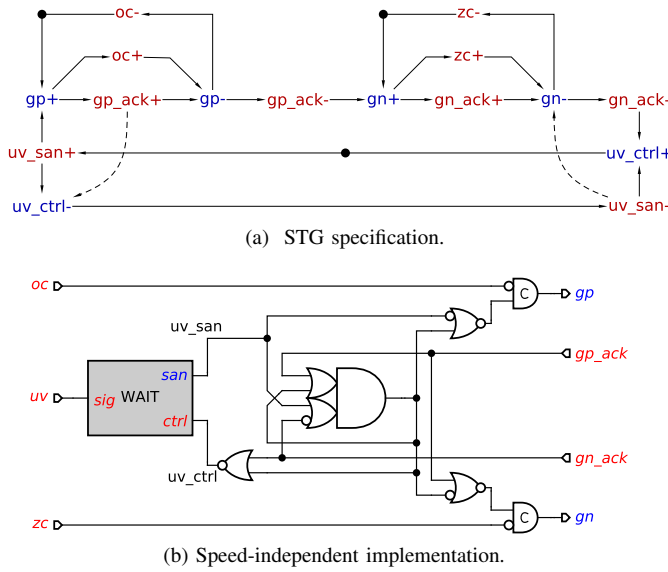 oc- zc-
oc+ zc+
gp+ gp_ack+ gp- gp_ack- gn+ gn_ack+ gn- gn_ack-
uv_san+ uv_ctrl+
uv_ctrl- uv_san-
(a) STG specification.
oc C gp
uv_san
gp_ack
san
uv sig WAIT
ctrl
gn_ack
uv_ctrl
zc C gn
(b) Speed-independent implementation.